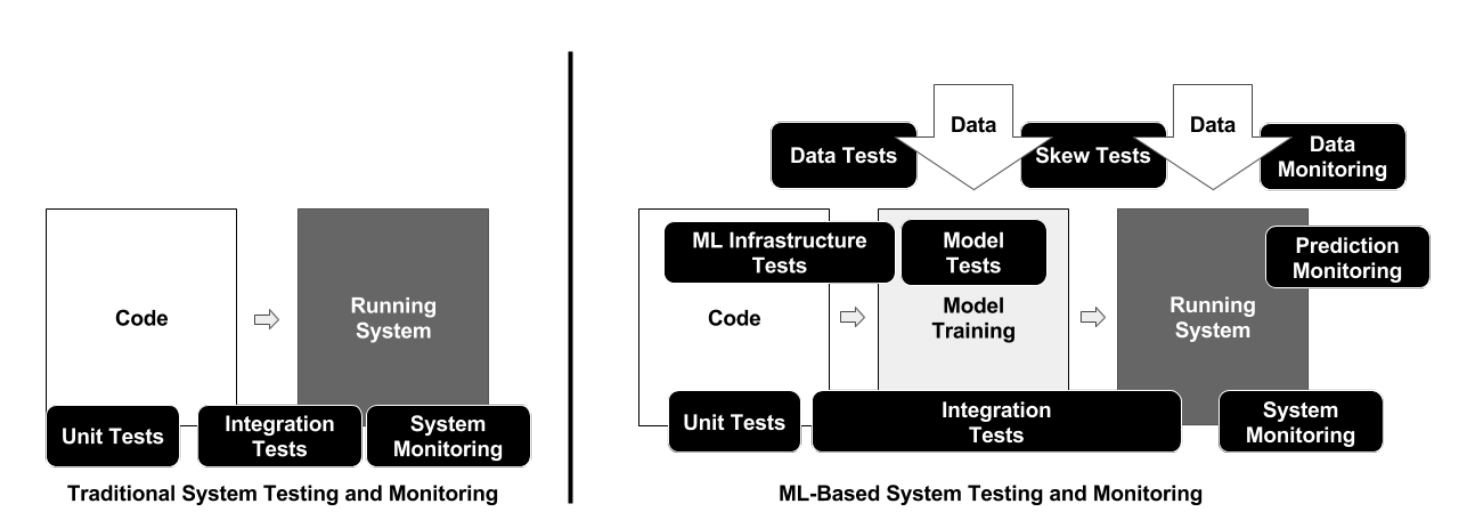 Code
Running
System
Unit Tests
Integration
Tests
System
Monitoring
Traditional System Testing and Monitoring
Data
Data
Data Tests
Skew Tests
Data
Monitoring
ML Infrastructure
Tests
Model
Tests
Prediction
Monitoring
Code
Model
Training
Running
System
Unit Tests
Integration
Tests
System
Monitoring
ML-Based System Testing and Monitoring